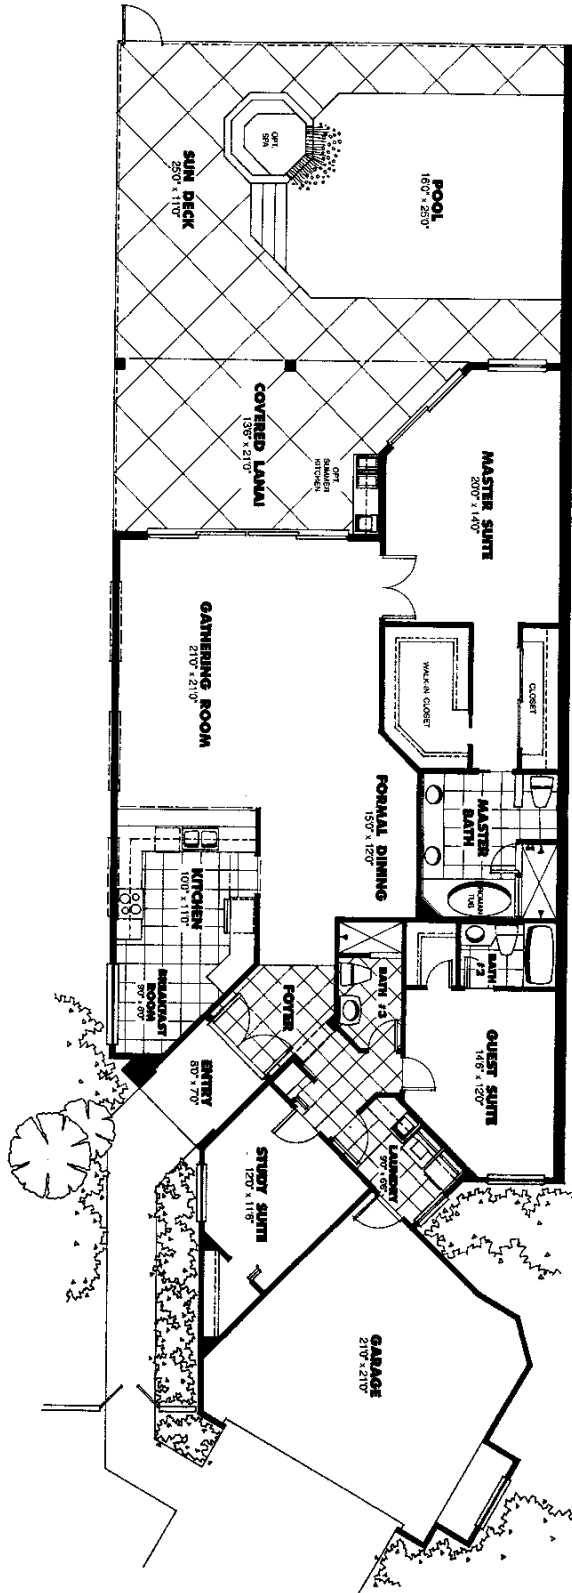 OPT.
SPA
SUN DECK
25'0" x 11'0"
POOL
16'0" x 25'0"
COVERED LANAI
13'6" x 21'0"
OPT.
SUMMER
KITCHEN
MASTER SUITE
20'0" x 14'0"
GATHERING ROOM
21'0" x 21'0"
WALK-IN CLOSET
CLOSET
FORMAL DINING
15'0" x 12'0"
MASTER
BATH
ROMAN
TUB
KITCHEN
10'0" x 11'0"
BREAKFAST
ROOM
9'0" x 6'0"
FOYER
BATH #3
BATH
#2
GUEST SUITE
14'6" x 12'0"
ENTRY
8'0" x 7'0"
LAUNDRY
9'0" x 6'6"
STUDY SUITE
12'0" x 11'6"
GARAGE
21'0" x 21'0"